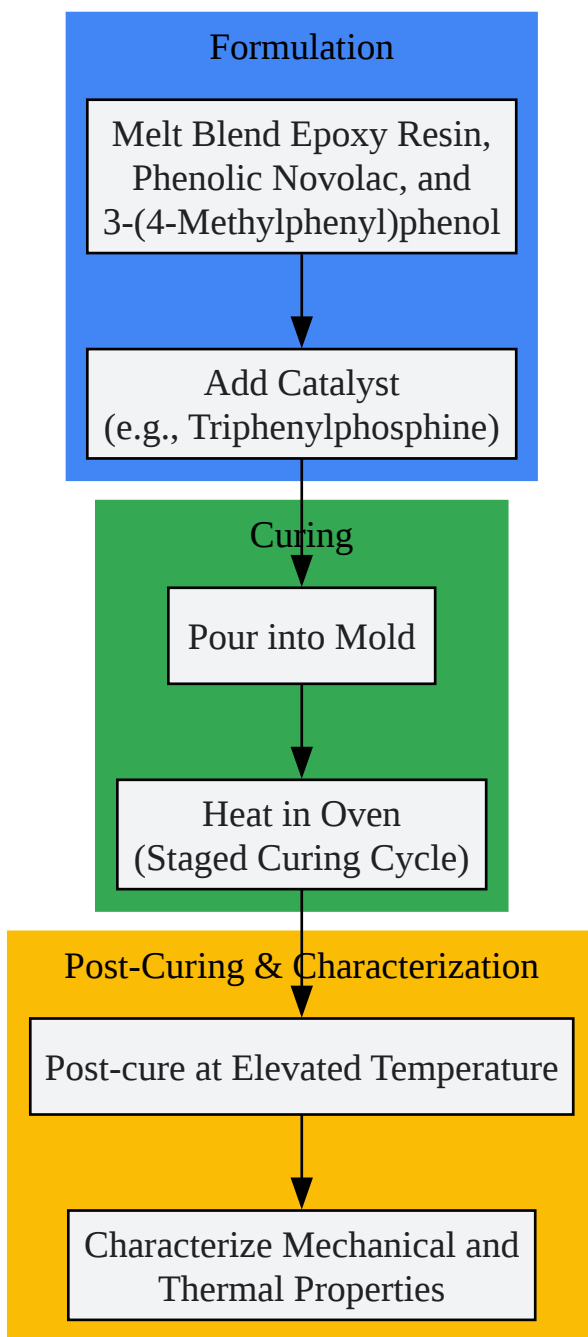 Formulation
Melt Blend Epoxy Resin,
Phenolic Novolac, and
3-(4-Methylphenyl)phenol
Add Catalyst
(e.g., Triphenylphosphine)
Curing
Pour into Mold
Heat in Oven
(Staged Curing Cycle)
Post-Curing & Characterization
Post-cure at Elevated Temperature
Characterize Mechanical and
Thermal Properties